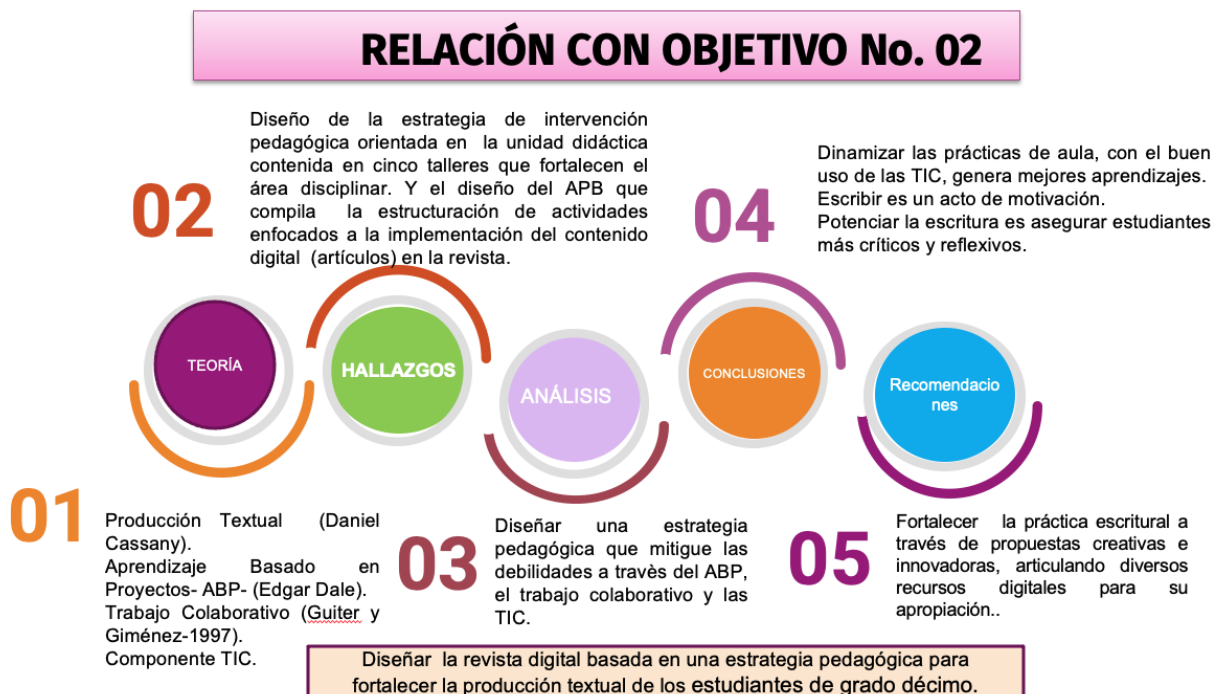 RELACIÓN CON OBJETIVO No. 02
Diseño de la estrategia de intervención
pedagógica orientada en la unidad didáctica
contenida en cinco talleres que fortalecen el
área disciplinar. Y el diseño del APB que
compila la estructuración de actividades
enfocados a la implementación del contenido
digital (artículos) en la revista.
02
Dinamizar las prácticas de aula, con el buen
uso de las TIC, genera mejores aprendizajes.
Escribir es un acto de motivación.
Potenciar la escritura es asegurar estudiantes
más críticos y reflexivos.
04
TEORÍA
HALLAZGOS
ANÁLISIS
CONCLUSIONES
Recomendacio
nes
01
Producción Textual (Daniel
Cassany).
Aprendizaje Basado en
Proyectos- ABP- (Edgar Dale).
Trabajo Colaborativo (Guiter y
Giménez-1997).
Componente TIC.
03
Diseñar una estrategia
pedagógica que mitigue las
debilidades a travès del ABP,
el trabajo colaborativo y las
TIC.
05
Fortalecer la práctica escritural a
través de propuestas creativas e
innovadoras, articulando diversos
recursos digitales para su
apropiación..
Diseñar la revista digital basada en una estrategia pedagógica para
fortalecer la producción textual de los estudiantes de grado décimo.